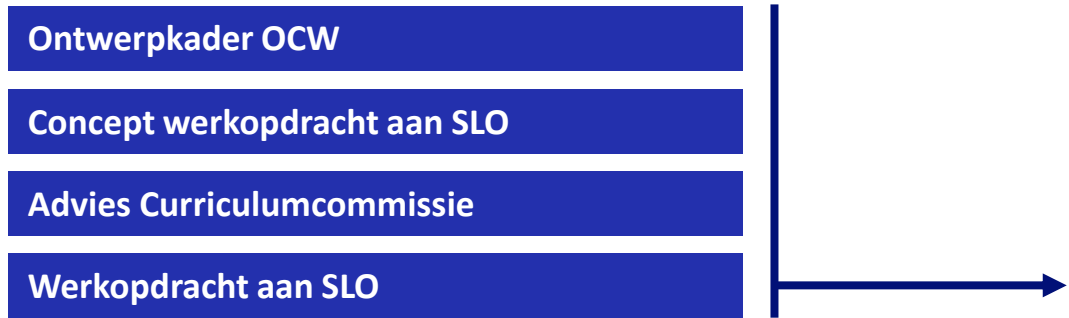 Ontwerpkader OCW
Concept werkopdracht aan SLO
Advies Curriculumcommissie
Werkopdracht aan SLO